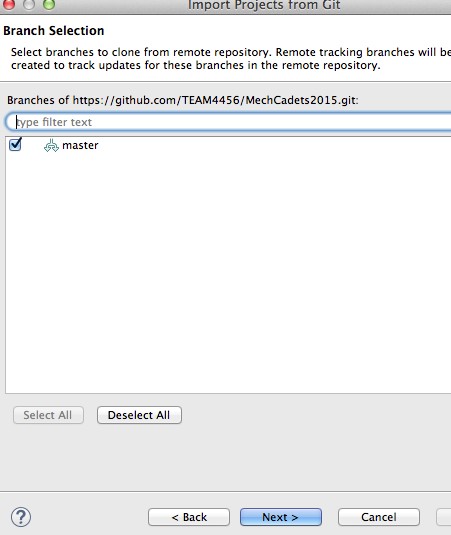 Import Projects from Git
Branch Selection
Select branches to clone from remote repository. Remote tracking branches will be
created to track updates for these branches in the remote repository.
Branches of https://github.com/TEAM4456/MechCadets2015.git:
type filter text
master
Select All
Deselect All
?
< Back
Next >
Cancel